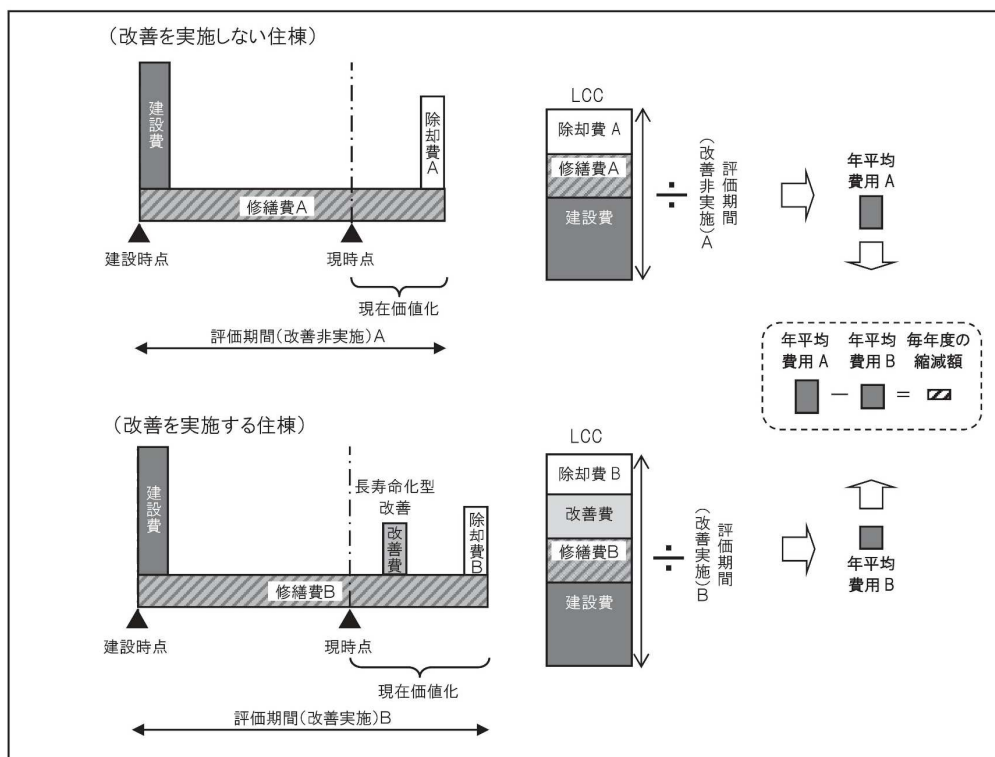 (改善を実施しない住棟)
建設費
除却費A
修繕費A
建設時点
現時点
現在価値化
評価期間(改善非実施)A
LCC
除却費A
修繕費A
建設費
÷
評価期間
(改善非実施)A
年平均
費用A
年平均
費用A
年平均
費用B
毎年度の
縮減額
－
＝
(改善を実施する住棟)
建設費
長寿命化型
改善
改善費
除却費B
修繕費B
建設時点
現時点
現在価値化
評価期間(改善実施)B
LCC
除却費B
改善費
修繕費B
建設費
÷
評価期間
(改善実施)B
年平均
費用B